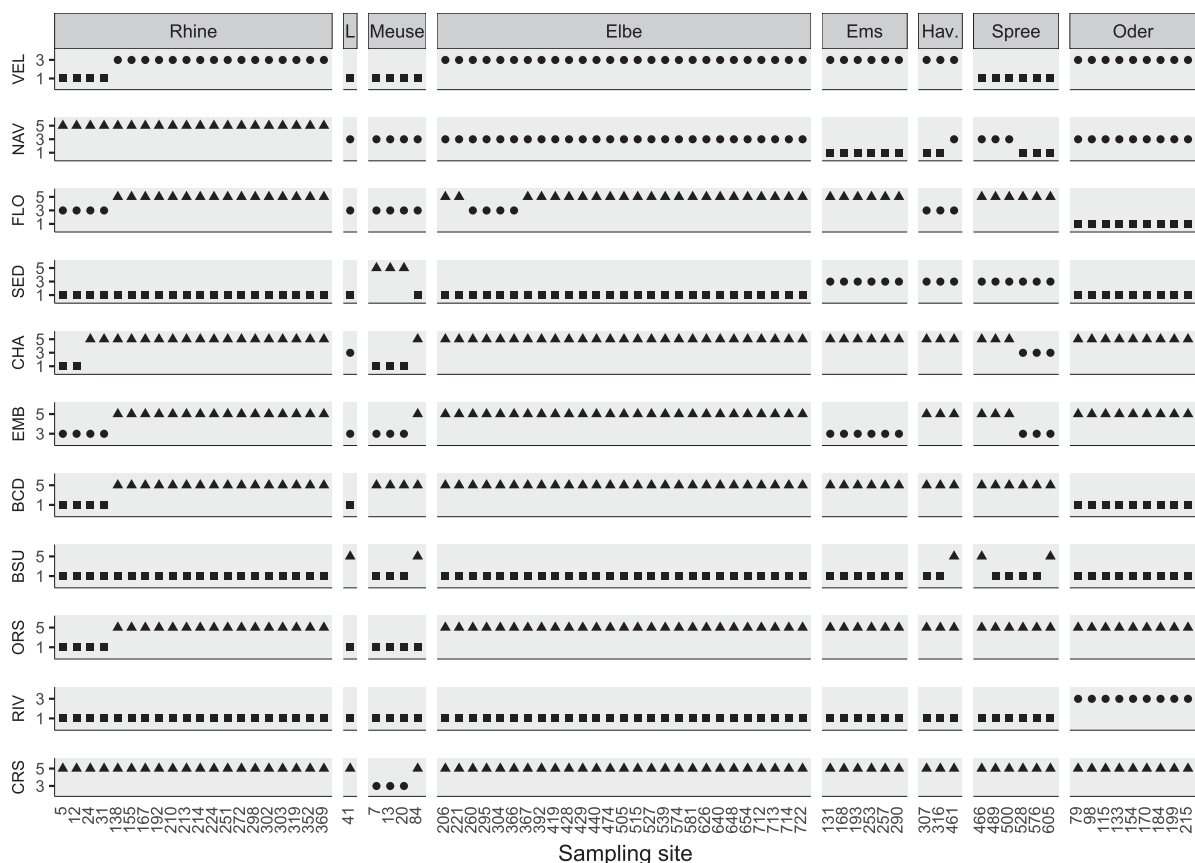 Rhine L Meuse Elbe Ems Hav. Spree Oder
VEL 3 1
NAV 5 3 1
FLO 5 3 1
SED 5 3 1
CHA 5 3 1
EMB 5 3
BCD 5 1
BSU 5 1
ORS 5 1
RIV 3 1
CRS 5 3
5 12 24 31 138 155 167 192 210 213 214 224 251 272 298 302 303 319 352 369 41 7 13 20 84 206 221 260 295 304 366 367 392 419 428 429 440 474 505 515 527 539 574 581 626 640 648 654 712 713 714 722 131 168 193 253 257 290 307 316 461 466 489 500 528 576 605 79 98 115 133 154 170 184 199 215
Sampling site